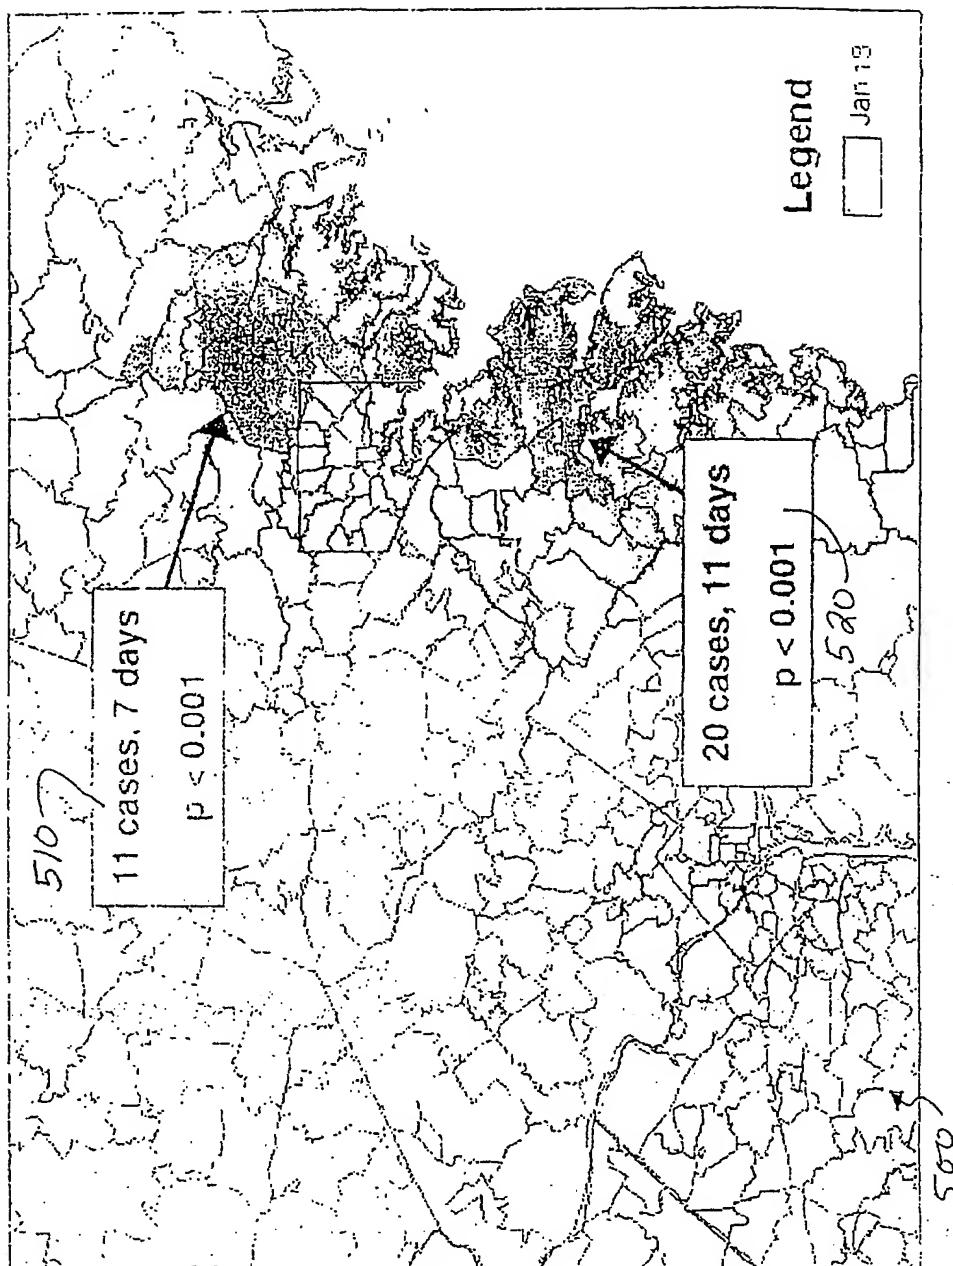 510
11 cases, 7 days
p < 0.001
20 cases, 11 days
p < 0.001
520
500
Legend
Jan 19